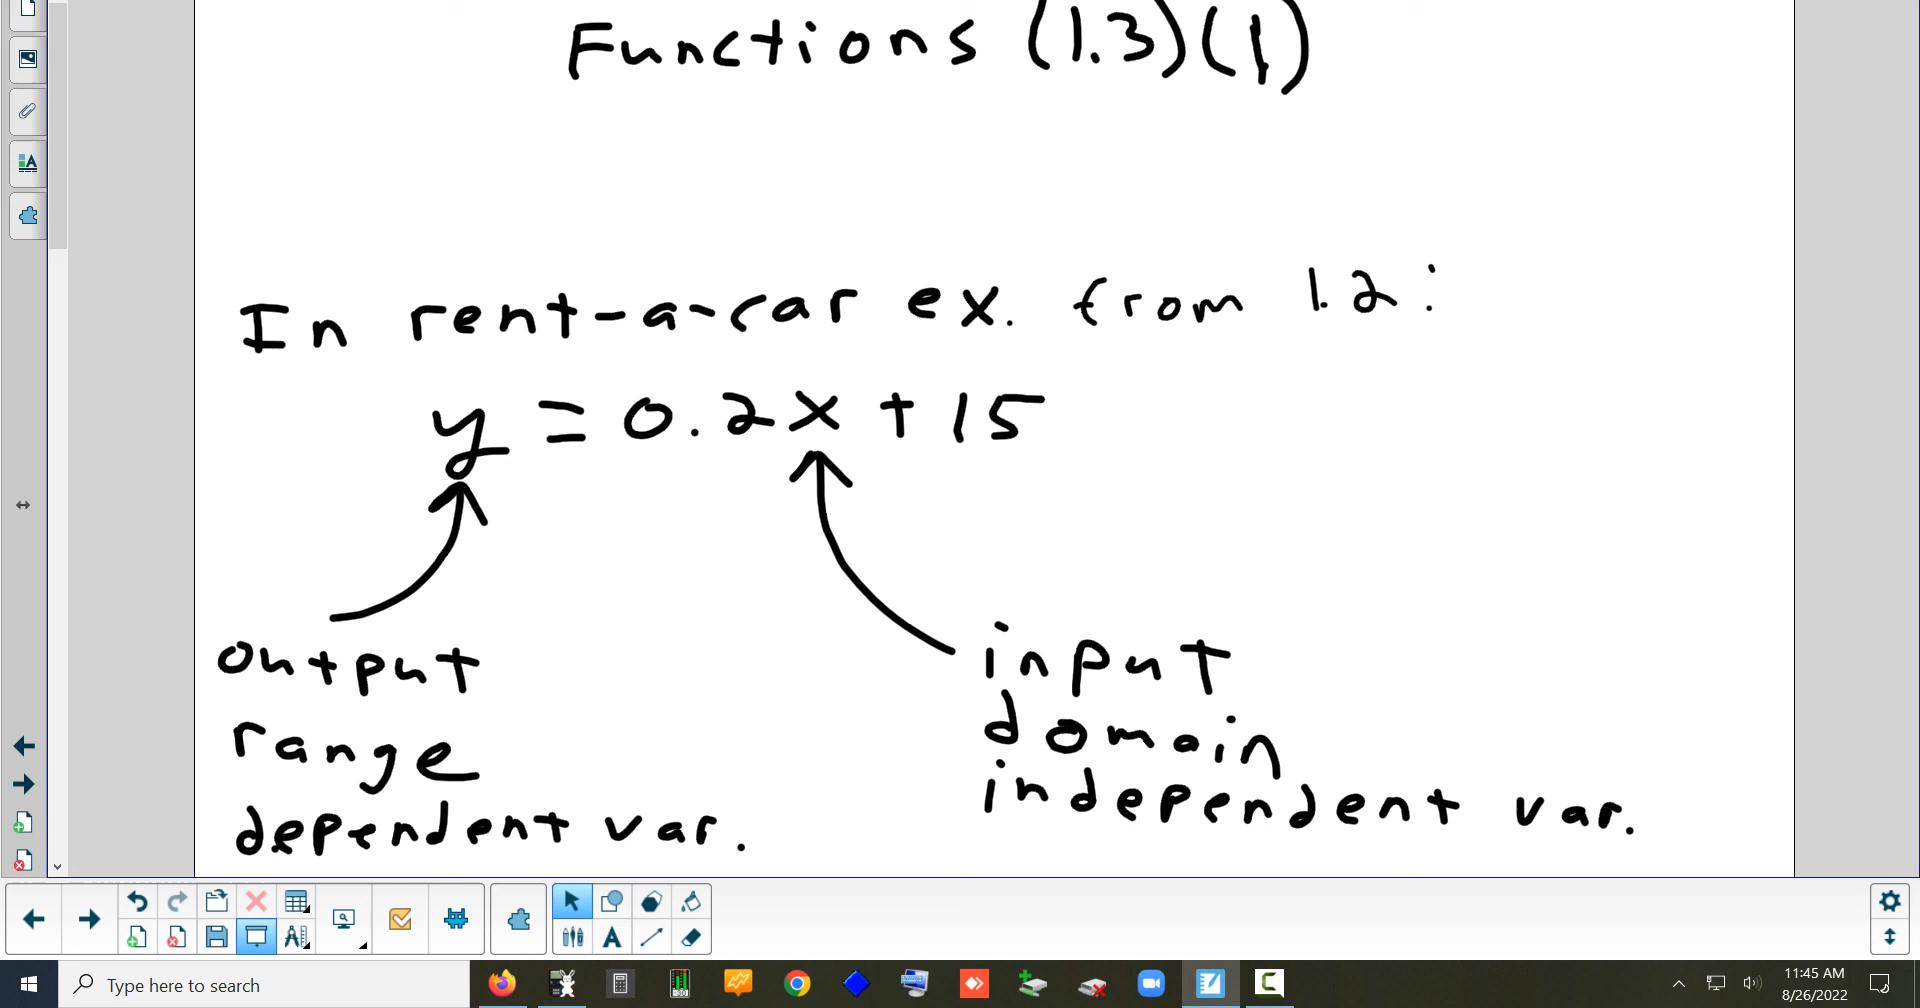 Functions (1.3)(1)
In rent-a-car ex. from 1.2:
y = 0.2x + 15
output
range
dependent var.
input
domain
independent var.
Type here to search
11:45 AM
8/26/2022